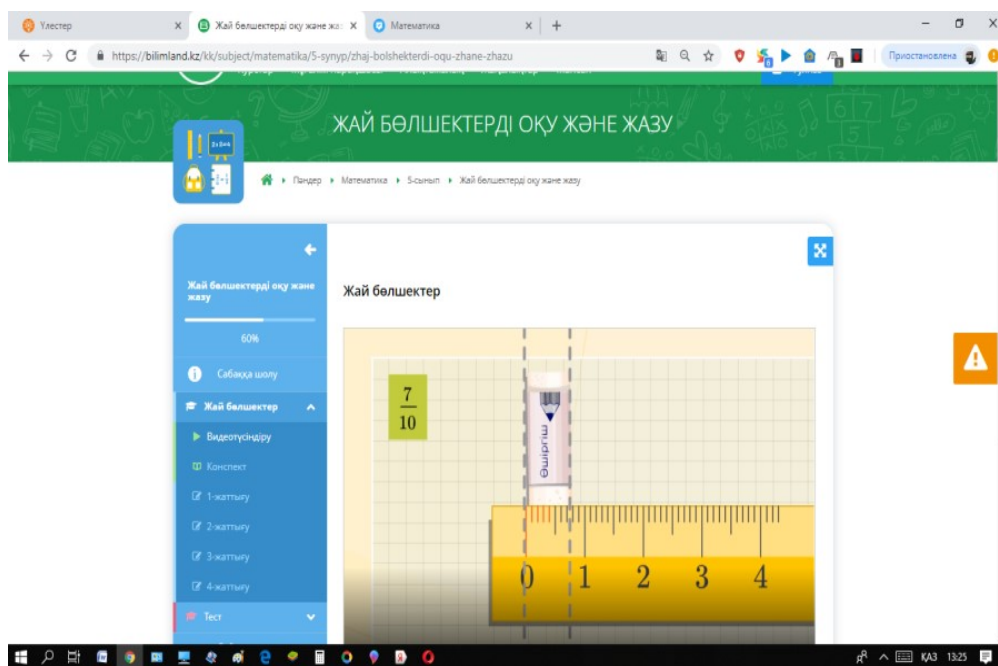 Үлестер
Жай бөлшектерді оқу және жа
Математика
https://bilimland.kz/kk/subject/matematika/5-synyp/zhaj-bolshekterdi-oqu-zhane-zhazu
Приостановлена
ЖАЙ БӨЛШЕКТЕРДІ ОҚУ ЖӘНЕ ЖАЗУ
Пәндер
Математика
5-сынып
Жай бөлшектерді оқу және жазу
Жай бөлшектерді оқу және
жазу
60%
Сабаққа шолу
Жай бөлшектер
Видеотүсіндіру
Конспект
1-жаттығу
2-жаттығу
3-жаттығу
4-жаттығу
Тест
Жай бөлшектер
7
10
Өшіргіш
0 1 2 3 4
ҚАЗ 13:25